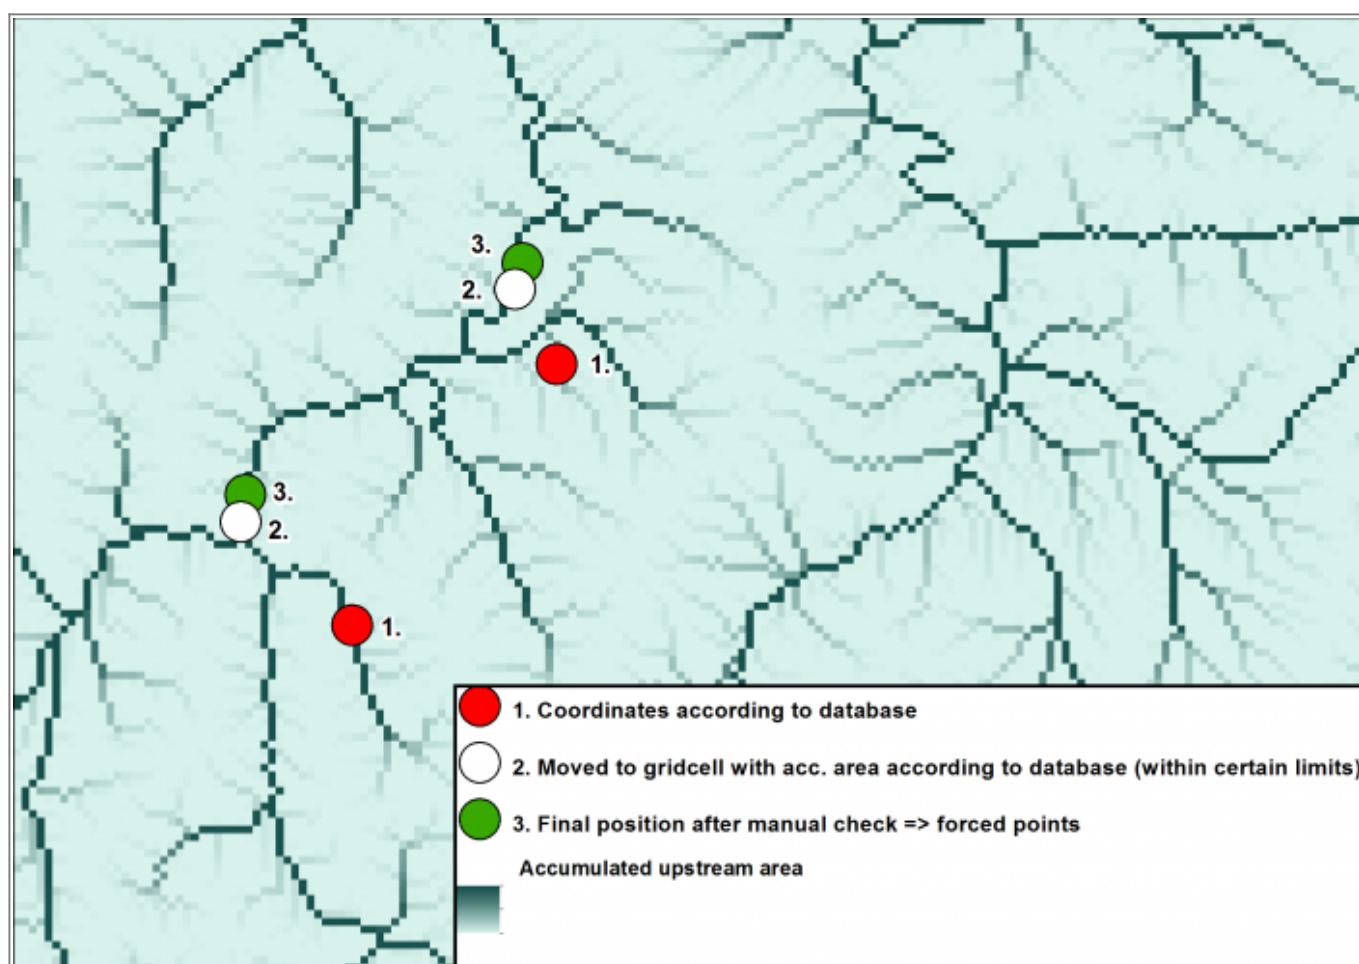 3.
2.
1.
3.
2.
1.
1. Coordinates according to database
2. Moved to gridcell with acc. area according to database (within certain limits)
3. Final position after manual check => forced points
Accumulated upstream area